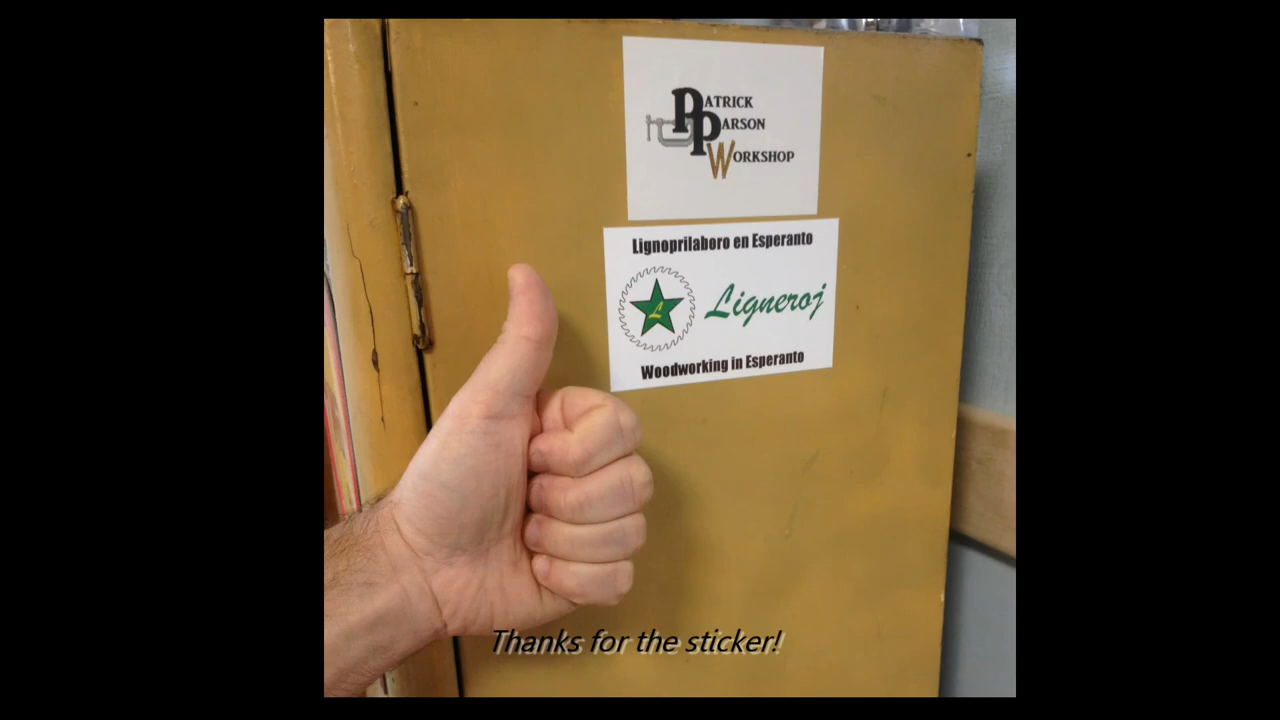 PATRICK
PARSON
WORKSHOP
Lignoprilaboro en Esperanto
L
Ligneroj
Woodworking in Esperanto
Thanks for the sticker!